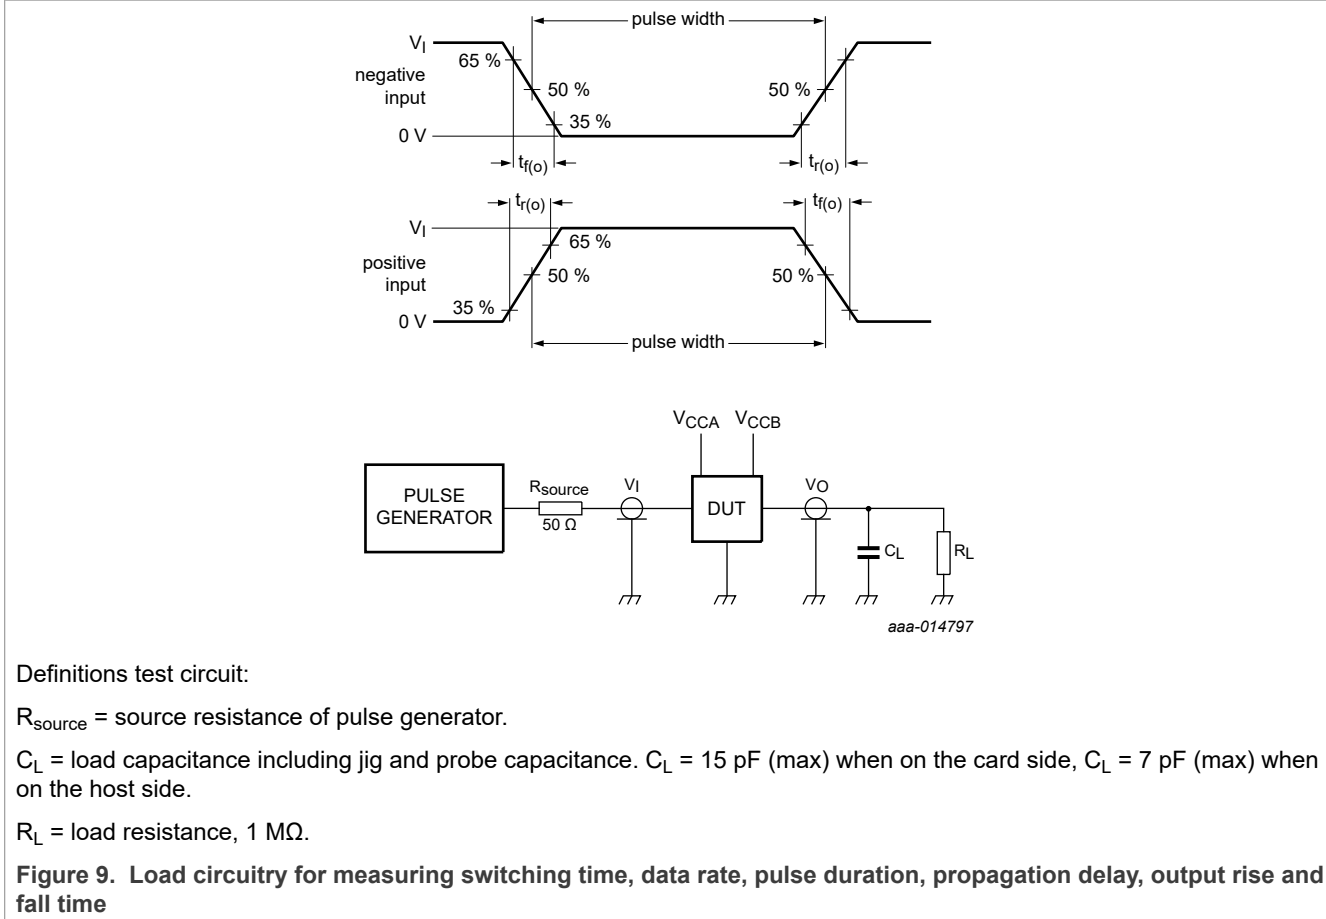 pulse width
VI
65 %
negative
input
50 %
50 %
35 %
0 V
tf(o)
tr(o)
tr(o)
tf(o)
VI
65 %
positive
input
50 %
50 %
35 %
0 V
pulse width
VCCA VCCB
PULSE
GENERATOR
Rsource
50 Ω
VI
DUT
VO
CL
RL
aaa-014797
Definitions test circuit:
Rsource = source resistance of pulse generator.
CL = load capacitance including jig and probe capacitance. CL = 15 pF (max) when on the card side, CL = 7 pF (max) when
on the host side.
RL = load resistance, 1 MΩ.
Figure 9. Load circuitry for measuring switching time, data rate, pulse duration, propagation delay, output rise and
fall time